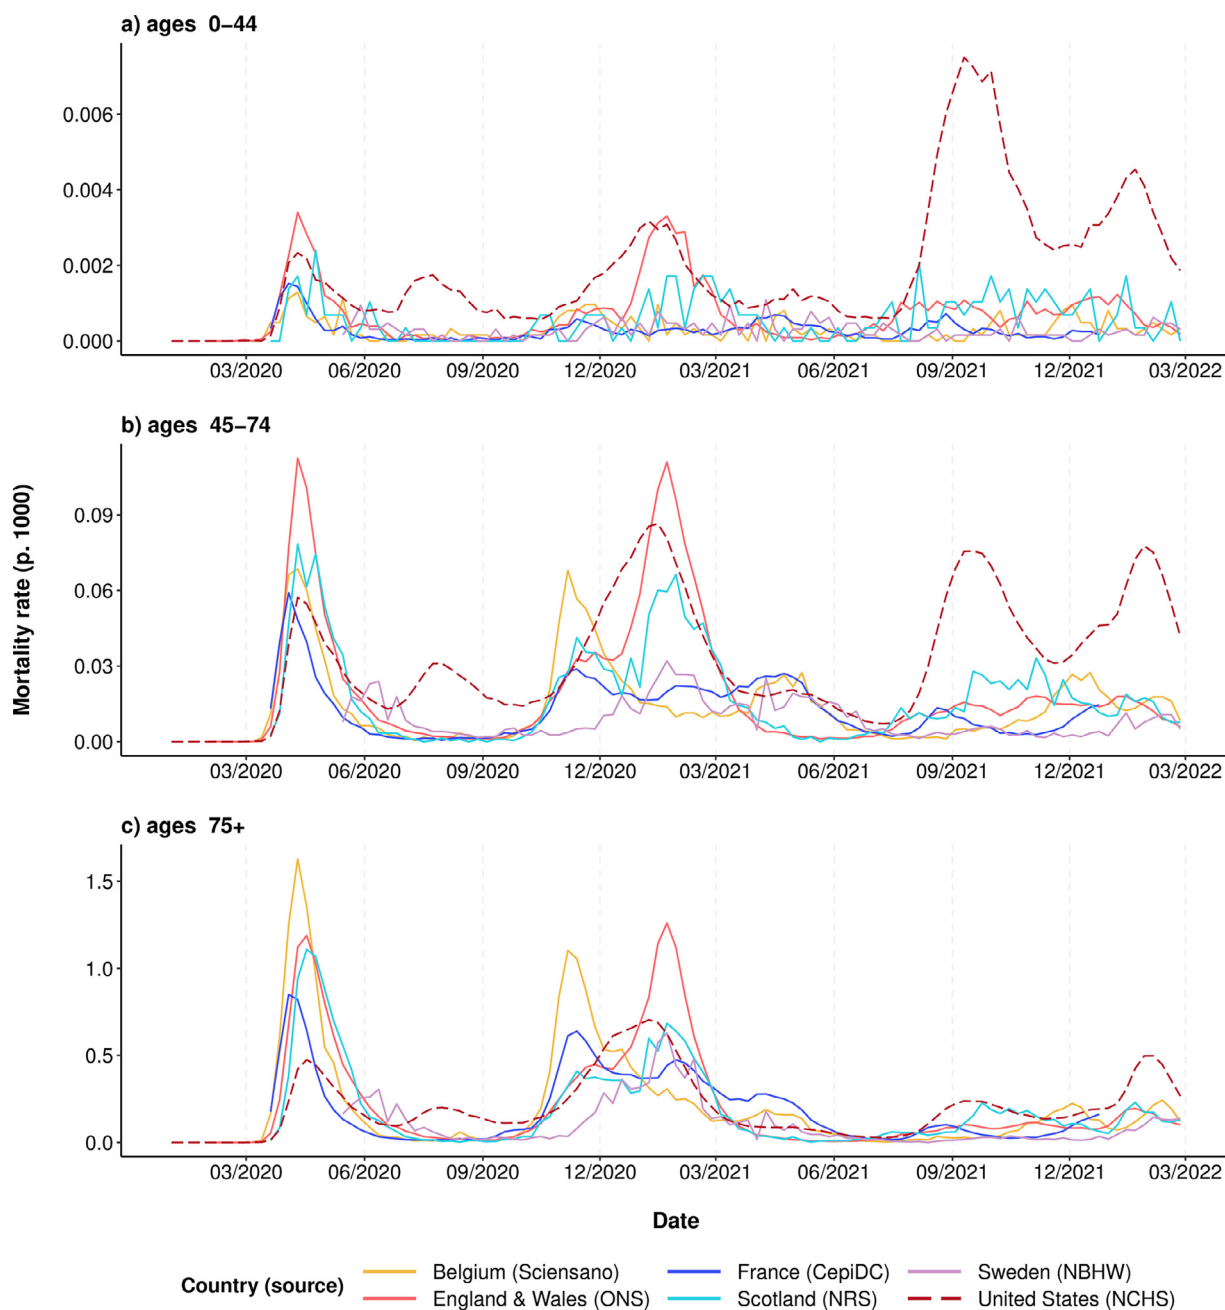 a) ages 0–44
0.006
0.004
0.002
0.000
03/2020 06/2020 09/2020 12/2020 03/2021 06/2021 09/2021 12/2021 03/2022
b) ages 45–74
Mortality rate (p. 1000)
0.09
0.06
0.03
0.00
03/2020 06/2020 09/2020 12/2020 03/2021 06/2021 09/2021 12/2021 03/2022
c) ages 75+
1.5
1.0
0.5
0.0
03/2020 06/2020 09/2020 12/2020 03/2021 06/2021 09/2021 12/2021 03/2022
Date
Country (source)
Belgium (Sciensano) France (CepiDC) Sweden (NBHW)
England & Wales (ONS) Scotland (NRS) United States (NCHS)